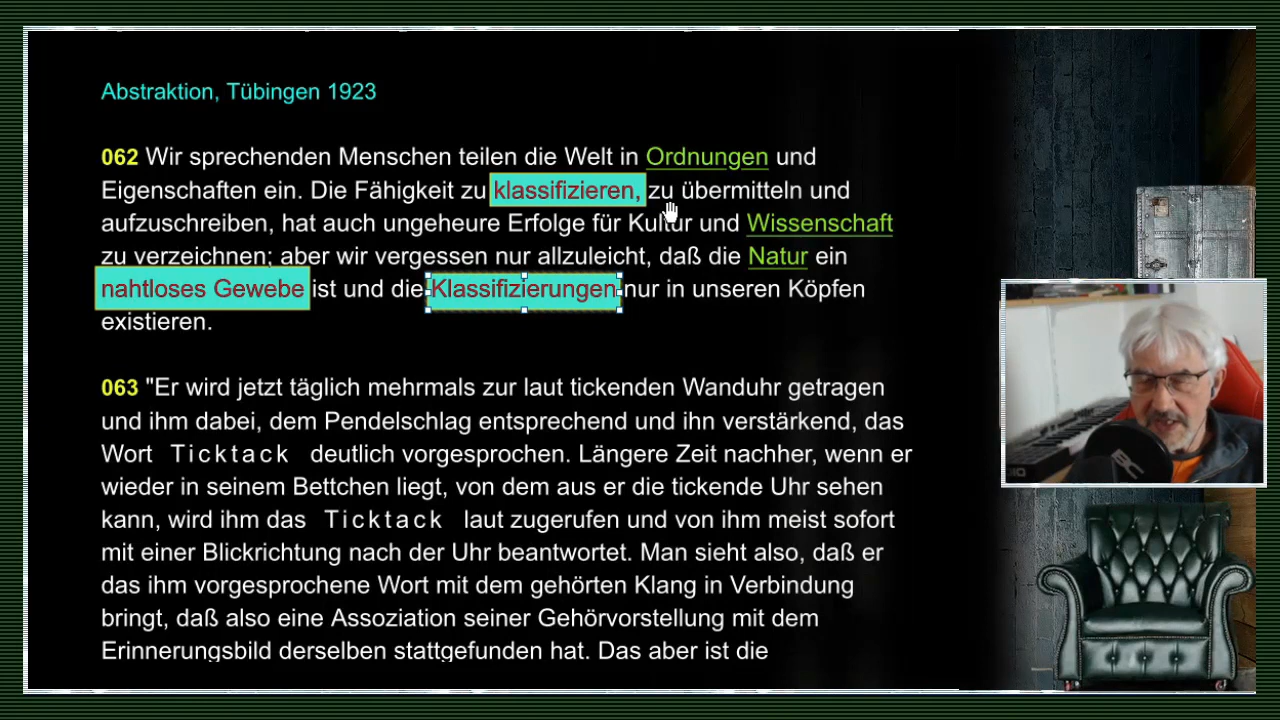 Abstraktion, Tübingen 1923
062 Wir sprechenden Menschen teilen die Welt in Ordnungen und
Eigenschaften ein. Die Fähigkeit zu klassifizieren, zu übermitteln und
aufzuschreiben, hat auch ungeheure Erfolge für Kultur und Wissenschaft
zu verzeichnen; aber wir vergessen nur allzuleicht, daß die Natur ein
nahtloses Gewebe ist und die Klassifizierungen nur in unseren Köpfen
existieren.
063 "Er wird jetzt täglich mehrmals zur laut tickenden Wanduhr getragen
und ihm dabei, dem Pendelschlag entsprechend und ihn verstärkend, das
Wort Ticktack deutlich vorgesprochen. Längere Zeit nachher, wenn er
wieder in seinem Bettchen liegt, von dem aus er die tickende Uhr sehen
kann, wird ihm das Ticktack laut zugerufen und von ihm meist sofort
mit einer Blickrichtung nach der Uhr beantwortet. Man sieht also, daß er
das ihm vorgesprochene Wort mit dem gehörten Klang in Verbindung
bringt, daß also eine Assoziation seiner Gehörvorstellung mit dem
Erinnerungsbild derselben stattgefunden hat. Das aber ist die